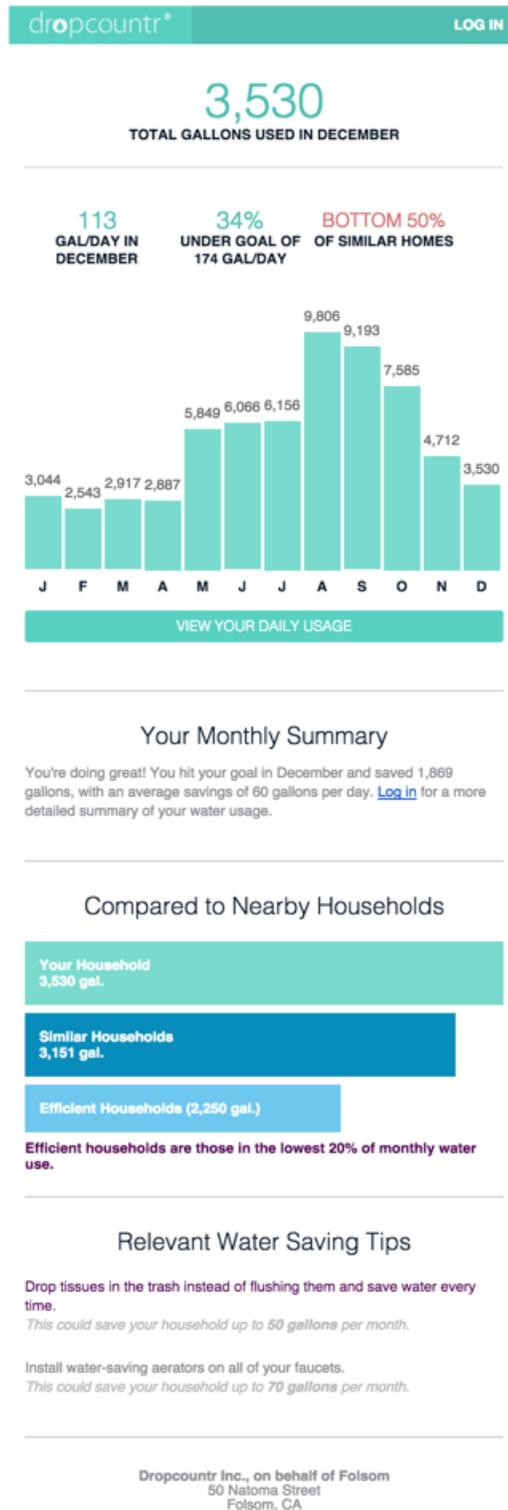 dropcountr®
LOG IN
3,530
TOTAL GALLONS USED IN DECEMBER
113
GAL/DAY IN
DECEMBER
34%
UNDER GOAL OF
174 GAL/DAY
BOTTOM 50%
OF SIMILAR HOMES
3,044
2,543
2,917
2,887
5,849
6,066
6,156
9,806
9,193
7,585
4,712
3,530
J F M A M J J A S O N D
VIEW YOUR DAILY USAGE
Your Monthly Summary
You're doing great! You hit your goal in December and saved 1,869
gallons, with an average savings of 60 gallons per day. Log in for a more
detailed summary of your water usage.
Compared to Nearby Households
Your Household
3,530 gal.
Similar Households
3,151 gal.
Efficient Households (2,250 gal.)
Efficient households are those in the lowest 20% of monthly water
use.
Relevant Water Saving Tips
Drop tissues in the trash instead of flushing them and save water every
time.
This could save your household up to 50 gallons per month.
Install water-saving aerators on all of your faucets.
This could save your household up to 70 gallons per month.
Dropcountr Inc., on behalf of Folsom
50 Natoma Street
Folsom, CA